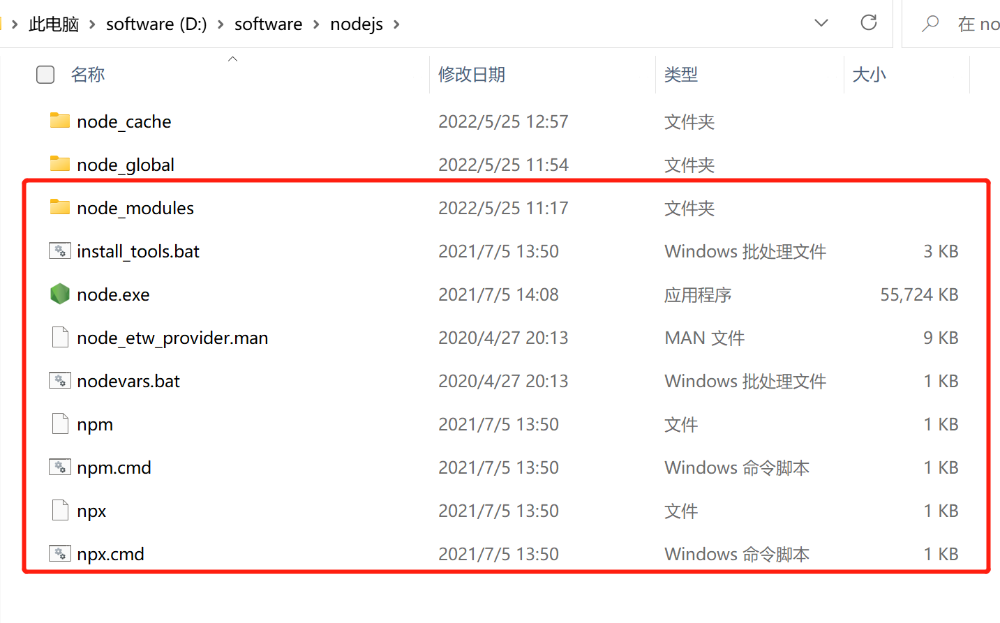 此电脑 > software (D:) > software > nodejs >
在 no
名称 修改日期 类型 大小
node_cache 2022/5/25 12:57 文件夹
node_global 2022/5/25 11:54 文件夹
node_modules 2022/5/25 11:17 文件夹
install_tools.bat 2021/7/5 13:50 Windows 批处理文件 3 KB
node.exe 2021/7/5 14:08 应用程序 55,724 KB
node_etw_provider.man 2020/4/27 20:13 MAN 文件 9 KB
nodevars.bat 2020/4/27 20:13 Windows 批处理文件 1 KB
npm 2021/7/5 13:50 文件 1 KB
npm.cmd 2021/7/5 13:50 Windows 命令脚本 1 KB
npx 2021/7/5 13:50 文件 1 KB
npx.cmd 2021/7/5 13:50 Windows 命令脚本 1 KB